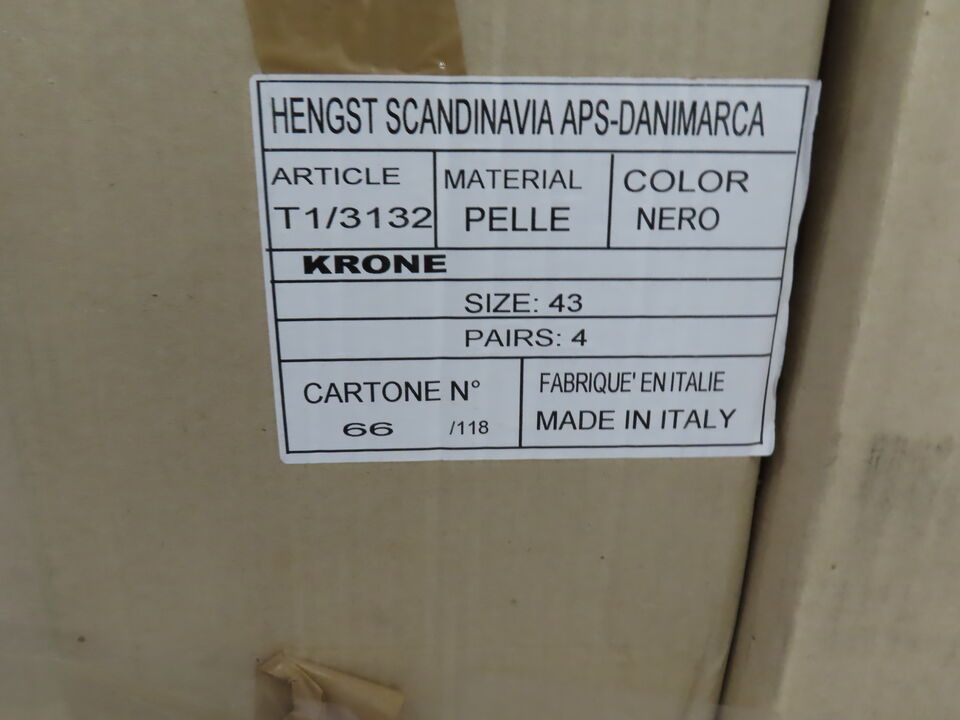 HENGST SCANDINAVIA APS-DANIMARCA
ARTICLE MATERIAL COLOR
T1/3132 PELLE NERO
KRONE
SIZE: 43
PAIRS: 4
CARTONE N° FABRIQUE' EN ITALIE
66 /118 MADE IN ITALY